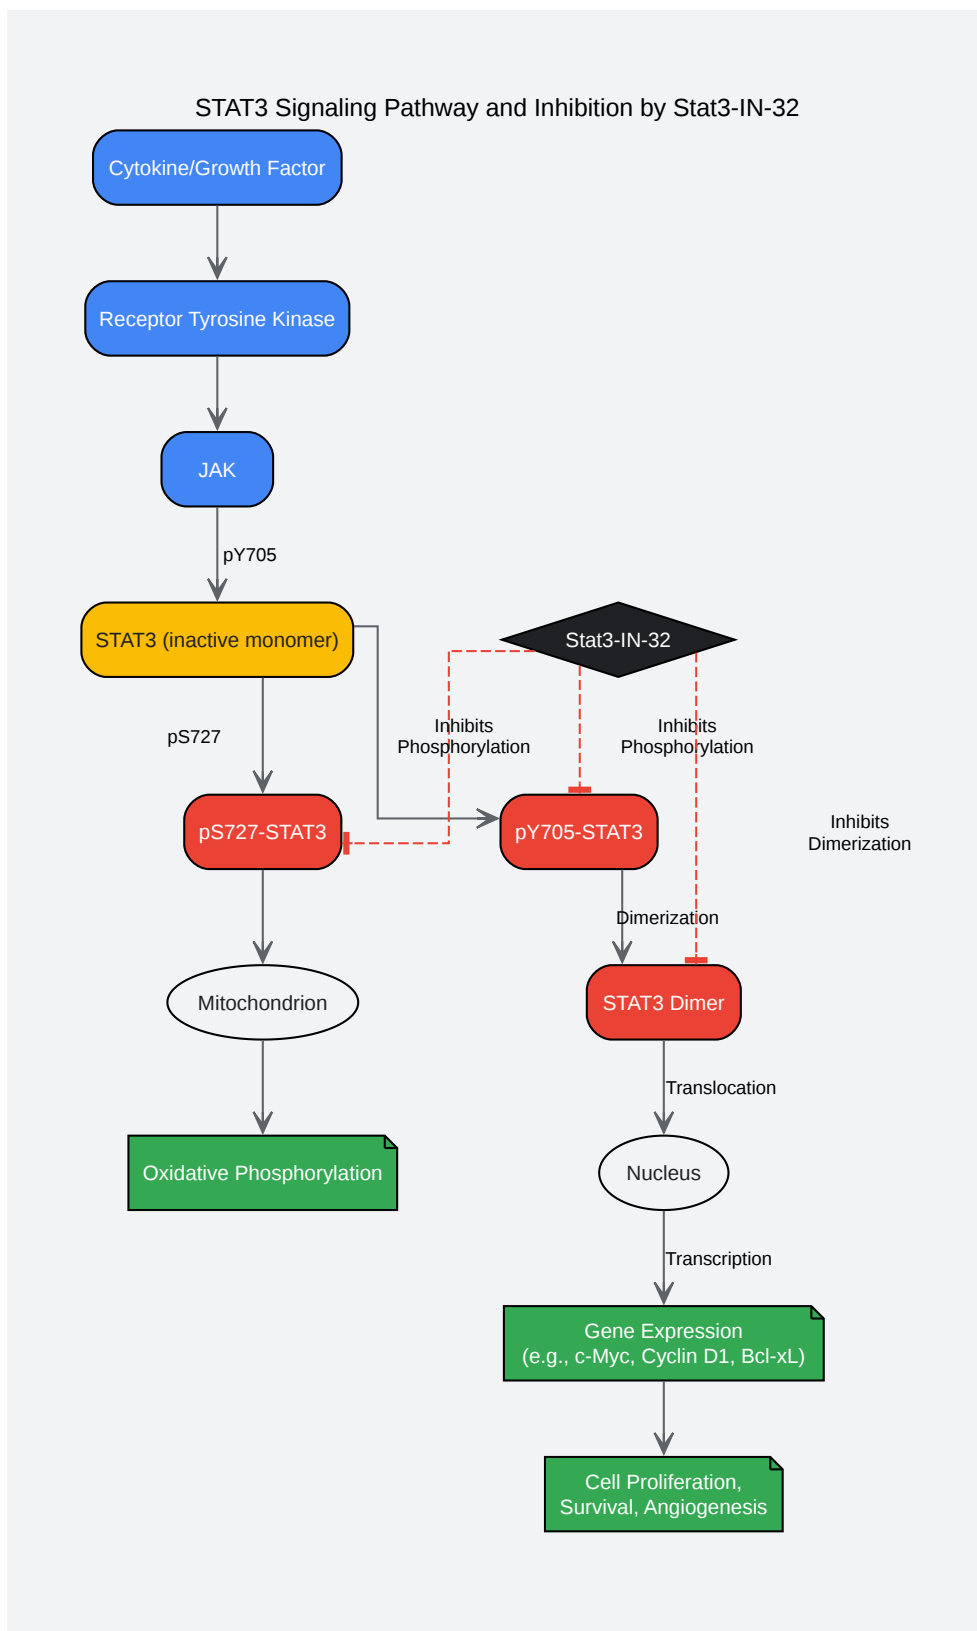 STAT3 Signaling Pathway and Inhibition by Stat3-IN-32
Cytokine/Growth Factor
Receptor Tyrosine Kinase
JAK
pY705
STAT3 (inactive monomer)
Stat3-IN-32
pS727
Inhibits
Phosphorylation
Inhibits
Phosphorylation
pS727-STAT3
pY705-STAT3
Inhibits
Dimerization
Dimerization
Mitochondrion
STAT3 Dimer
Translocation
Oxidative Phosphorylation
Nucleus
Transcription
Gene Expression
(e.g., c-Myc, Cyclin D1, Bcl-xL)
Cell Proliferation,
Survival, Angiogenesis